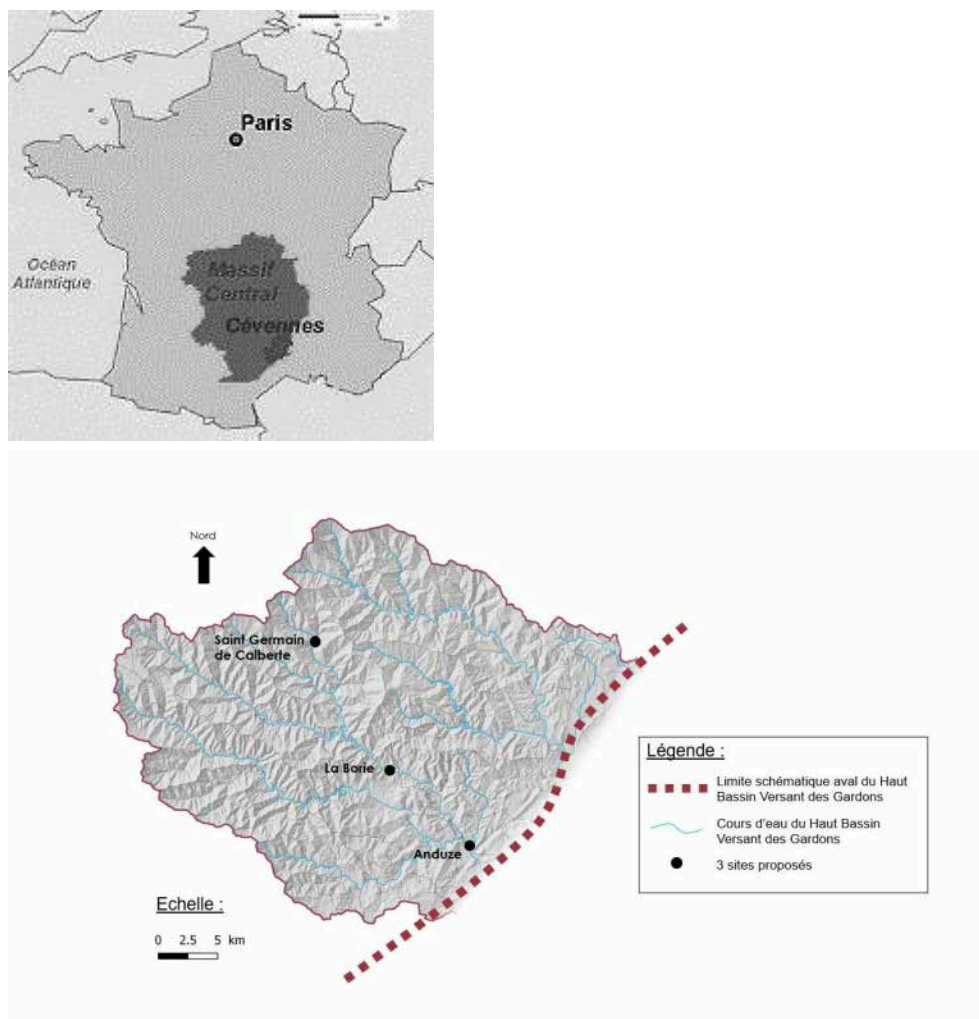 Paris
Océan
Atlantique
Massif
Central
Cévennes
Nord
Saint Germain
de Calberte
La Borie
Anduze
Echelle :
0 2.5 5 km
Légende :
Limite schématique aval du Haut
Bassin Versant des Gardons
Cours d'eau du Haut Bassin
Versant des Gardons
3 sites proposés